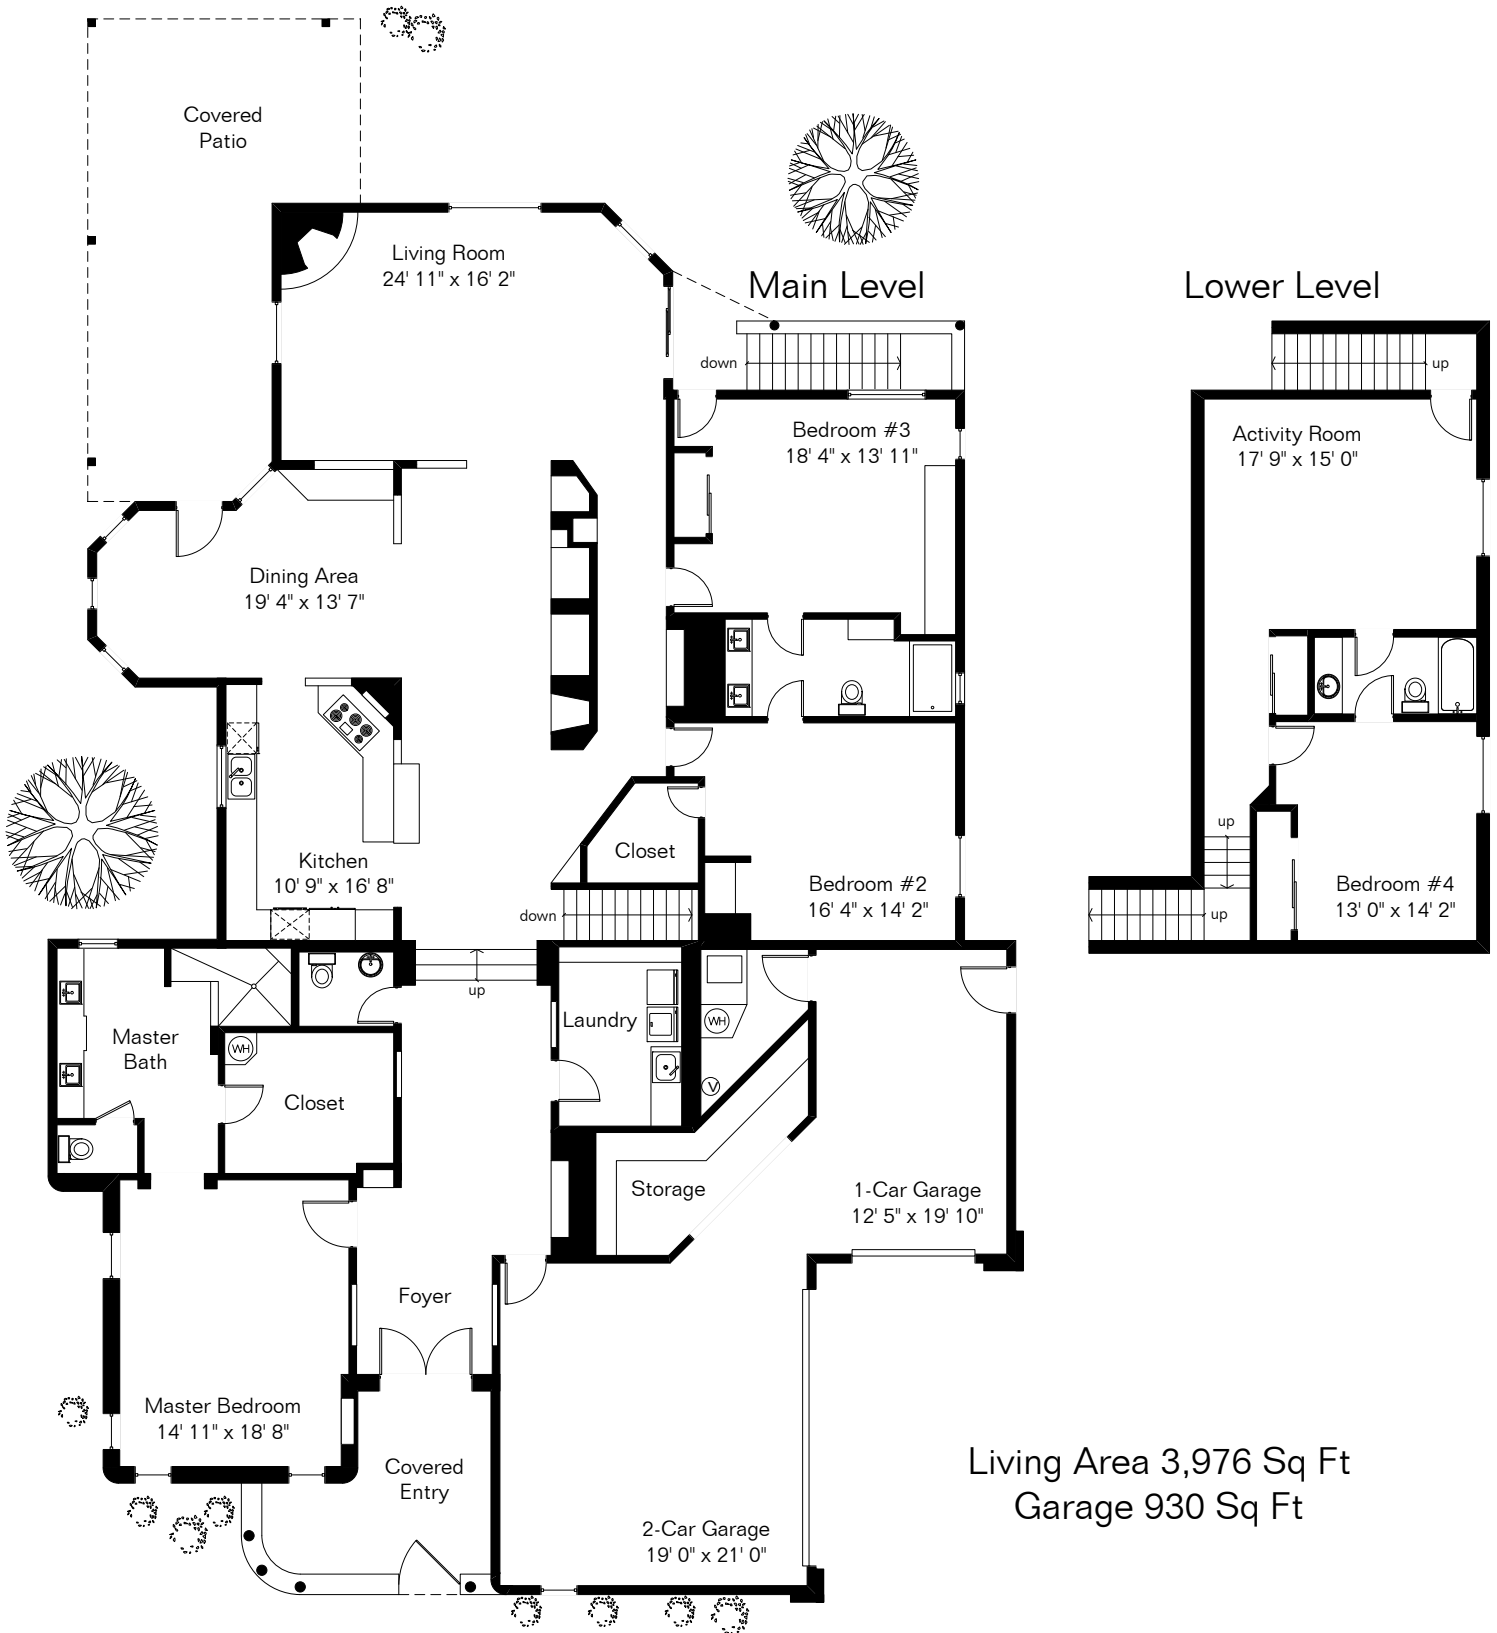 Covered
Patio
Living Room
24' 11" x 16' 2"
Main Level
Lower Level
down
up
Bedroom #3
18' 4" x 13' 11"
Activity Room
17' 9" x 15' 0"
Dining Area
19' 4" x 13' 7"
up
Closet
Kitchen
10' 9" x 16' 8"
Bedroom #2
16' 4" x 14' 2"
Bedroom #4
13' 0" x 14' 2"
down
up
up
Laundry
WH
Master
Bath
WH
Closet
V
Storage
1-Car Garage
12' 5" x 19' 10"
Foyer
Master Bedroom
14' 11" x 18' 8"
Covered
Entry
Living Area 3,976 Sq Ft
Garage 930 Sq Ft
2-Car Garage
19' 0" x 21' 0"